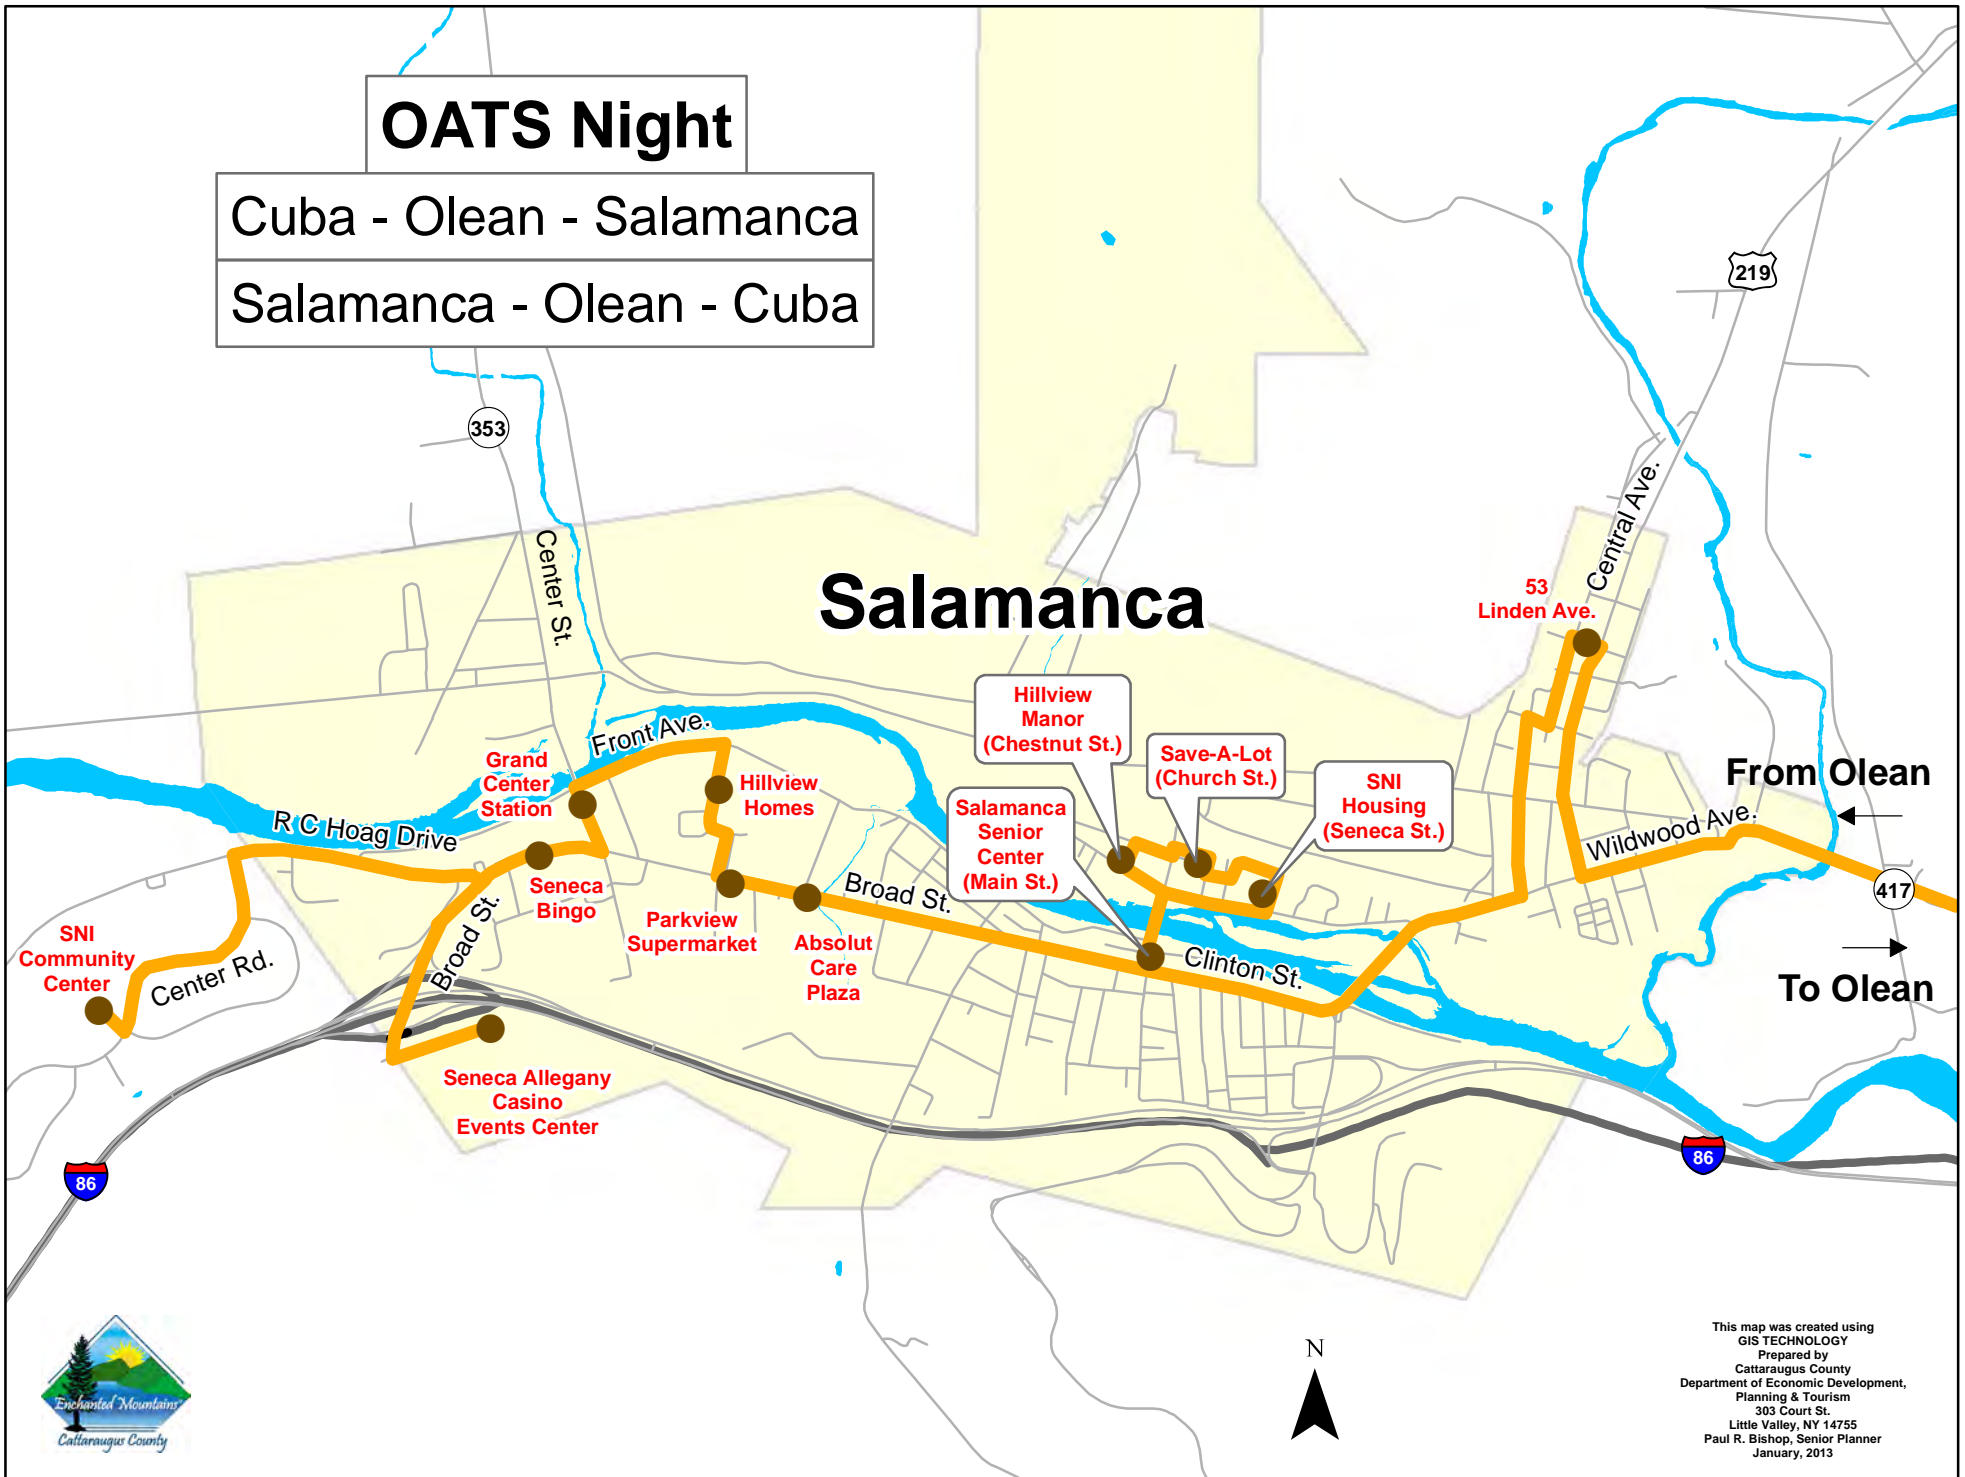 OATS Night
Cuba - Olean - Salamanca
Salamanca - Olean - Cuba
219
353
Center St.
Central Ave.
Salamanca
53
Linden Ave.
Hillview
Manor
(Chestnut St.)
Save-A-Lot
(Church St.)
SNI
Housing
(Seneca St.)
Salamanca
Senior
Center
(Main St.)
Front Ave.
Grand
Center
Station
Hillview
Homes
From Olean
R C Hoag Drive
Wildwood Ave.
417
To Olean
Seneca
Bingo
Broad St.
Parkview
Supermarket
Absolut
Care
Plaza
Broad St.
Clinton St.
SNI
Community
Center
Center Rd.
Seneca Allegany
Casino
Events Center
86
86
Enchanted Mountains
Cattaraugus County
N
This map was created using
GIS TECHNOLOGY
Prepared by
Cattaraugus County
Department of Economic Development,
Planning & Tourism
303 Court St.
Little Valley, NY 14755
Paul R. Bishop, Senior Planner
January, 2013